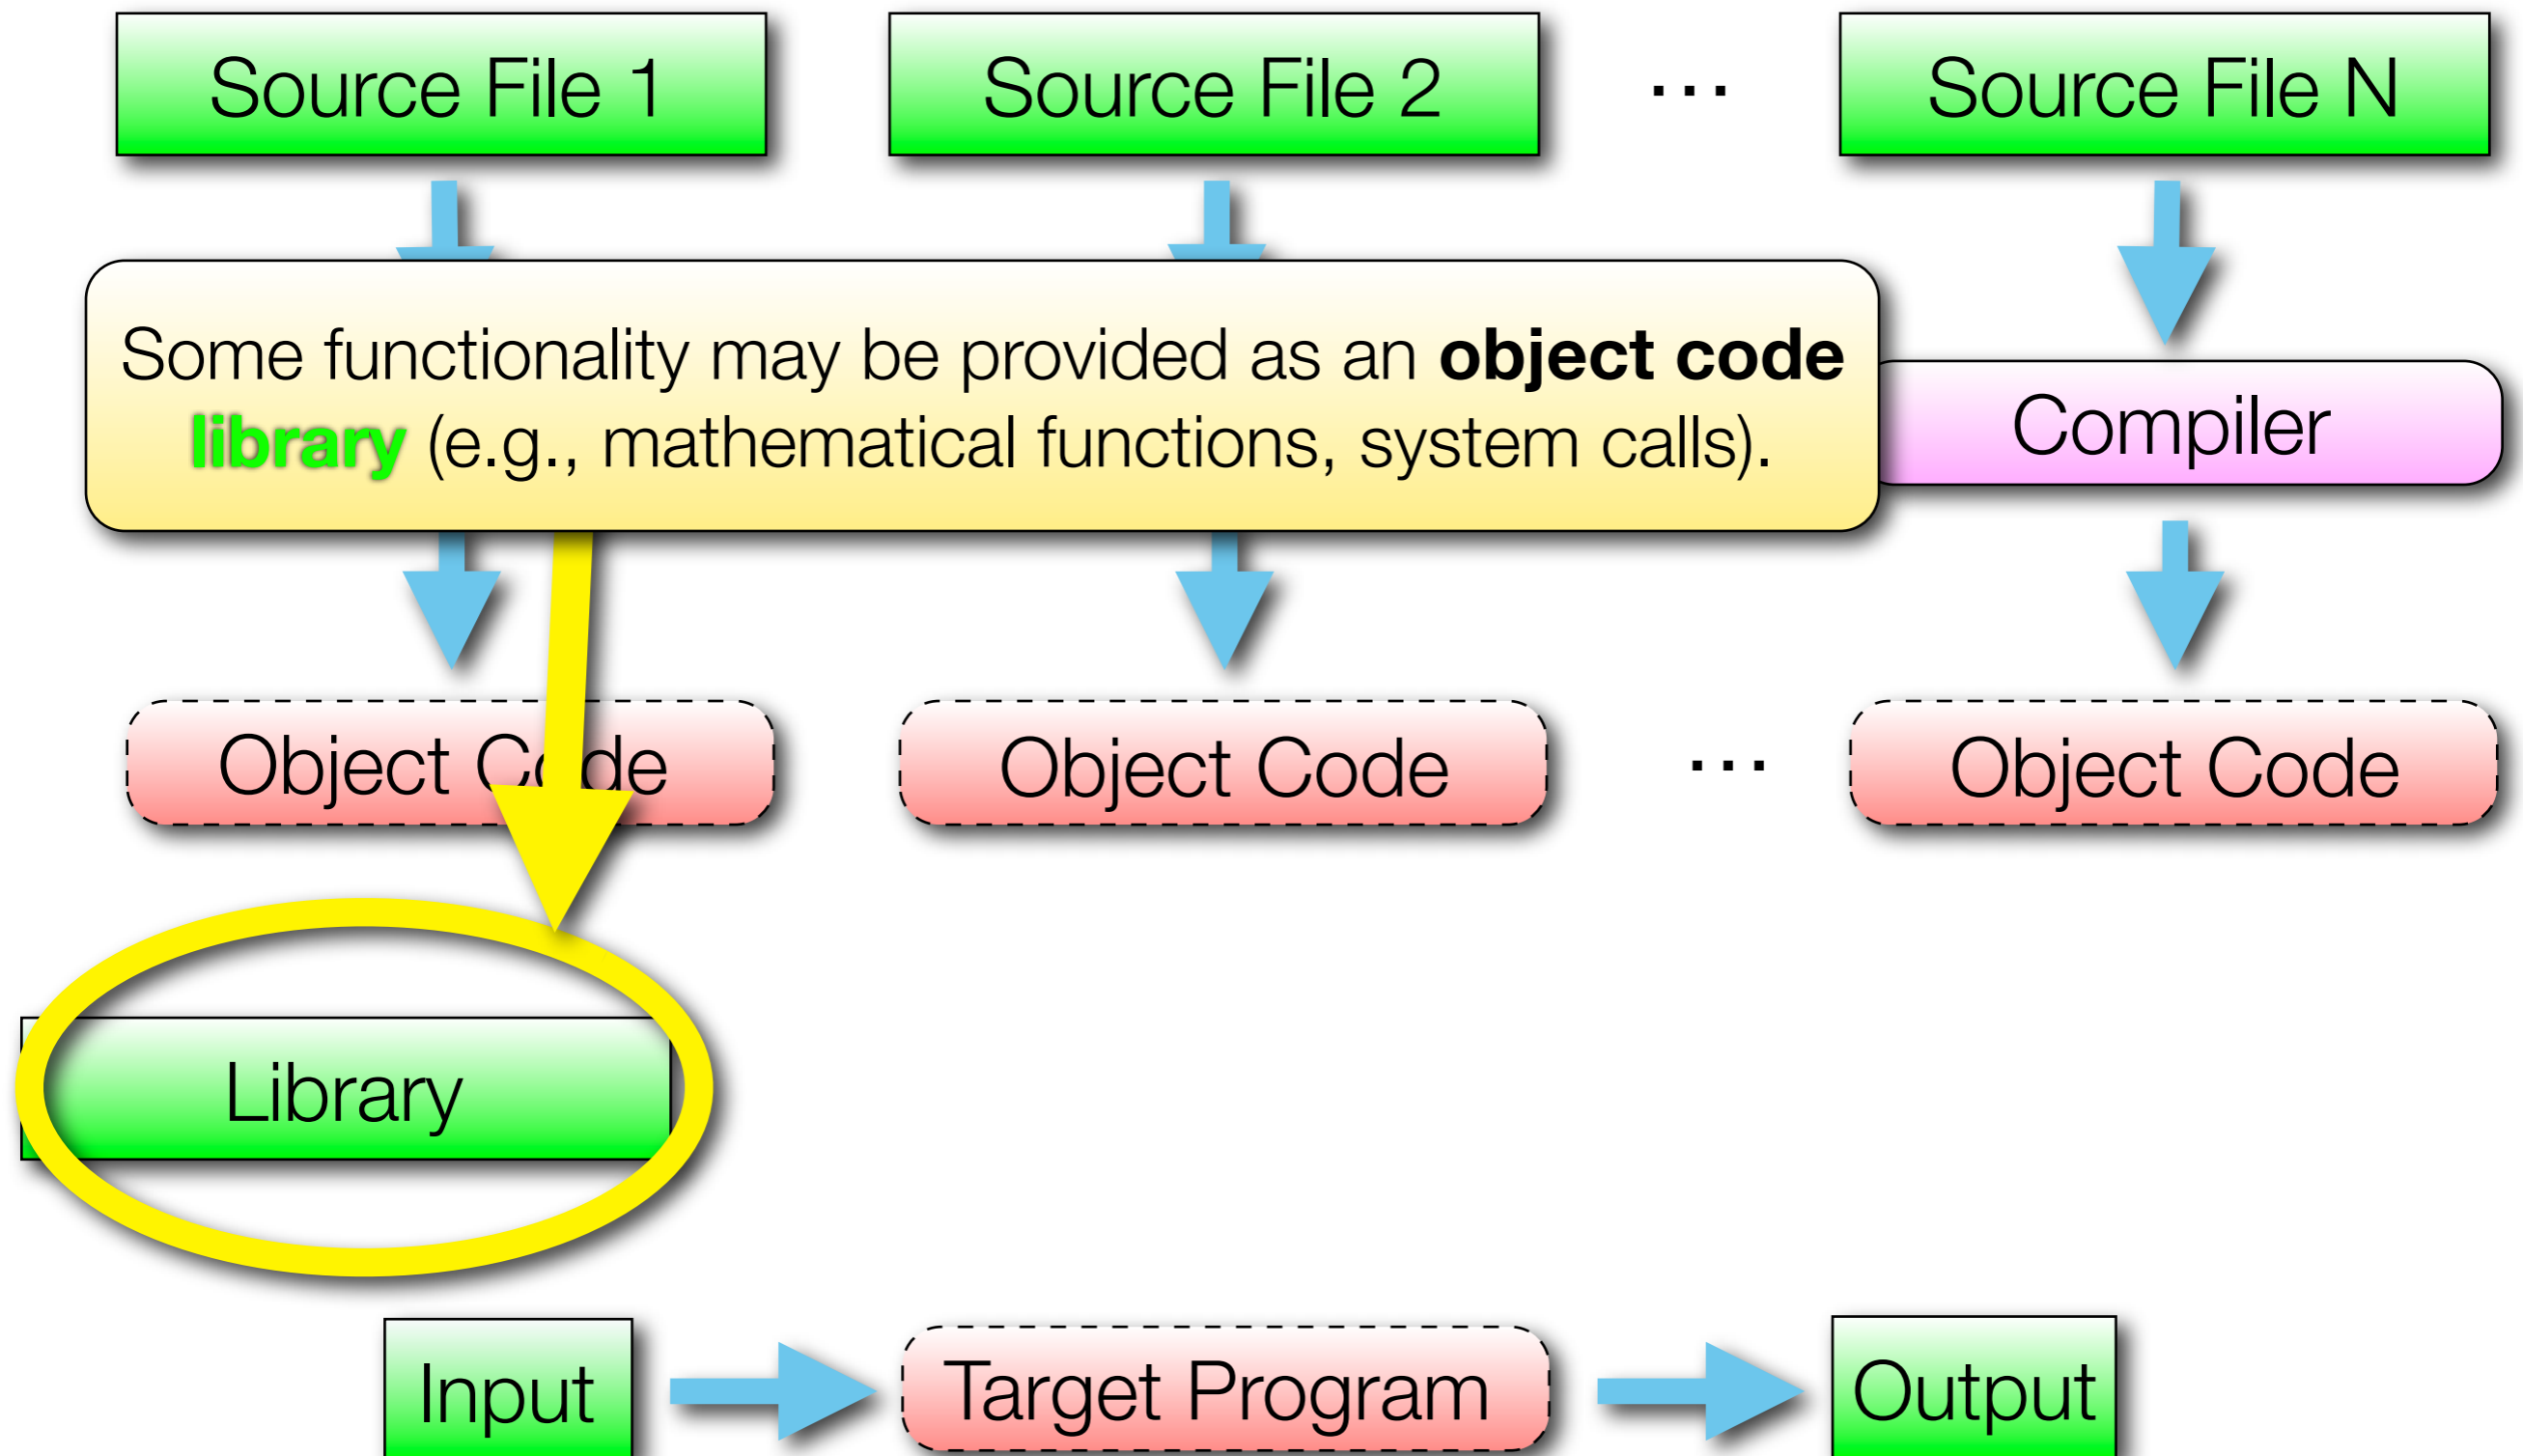 Source File 1
Source File 2
...
Source File N
Some functionality may be provided as an object code
library (e.g., mathematical functions, system calls).
Compiler
Object Code
Object Code
...
Object Code
Library
Input
Target Program
Output